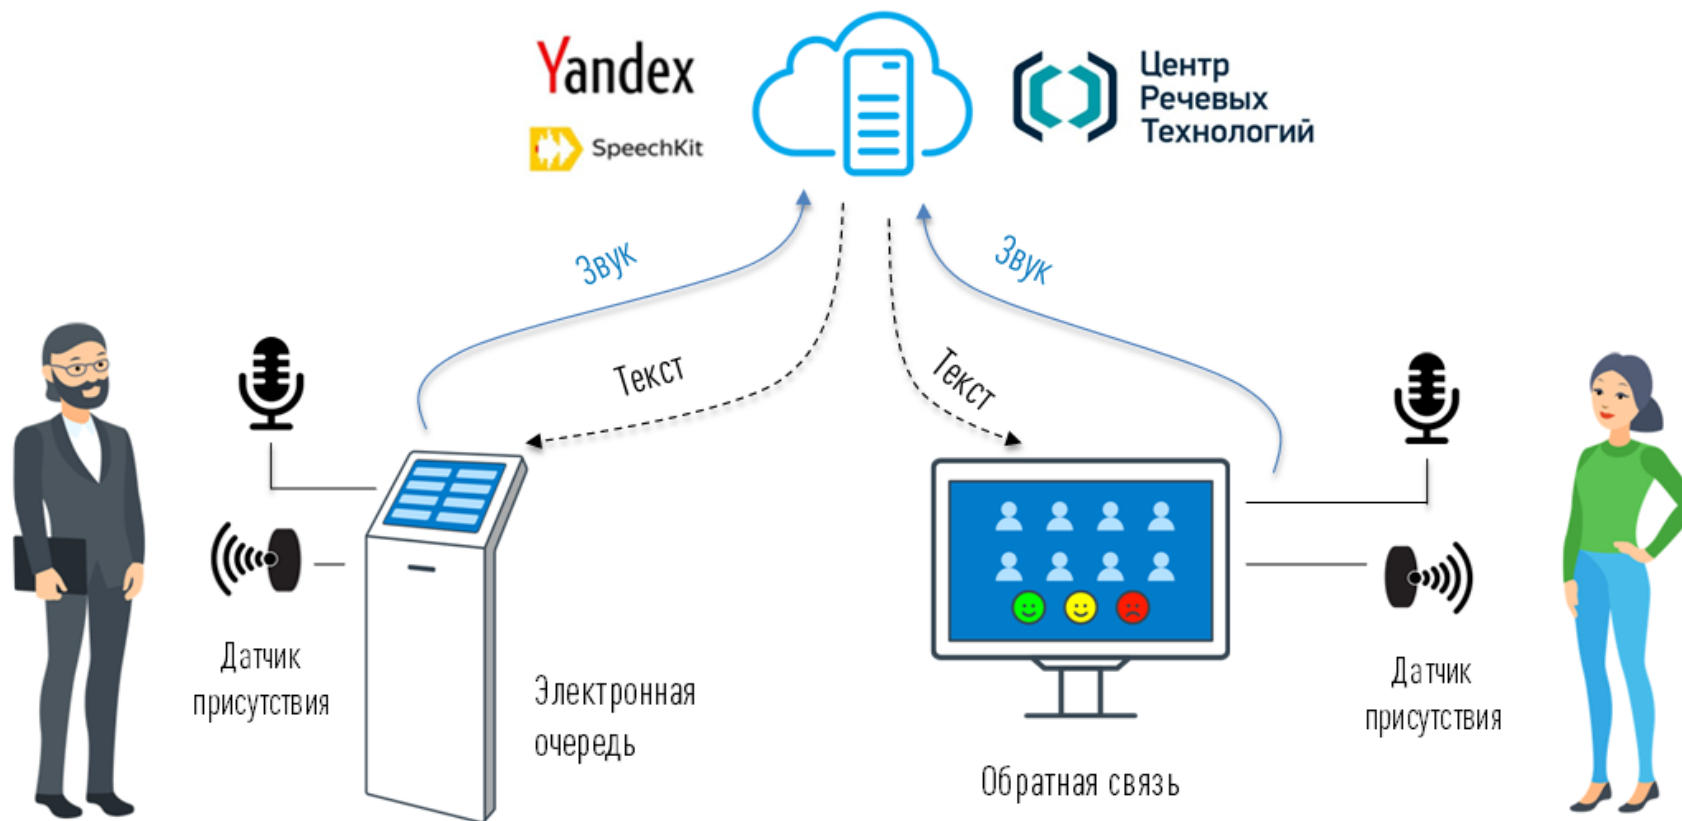 Yandex
SpeechKit
Центр
Речевых
Технологий
Звук
Звук
Текст
Текст
Датчик
присутствия
Электронная
очередь
Обратная связь
Датчик
присутствия